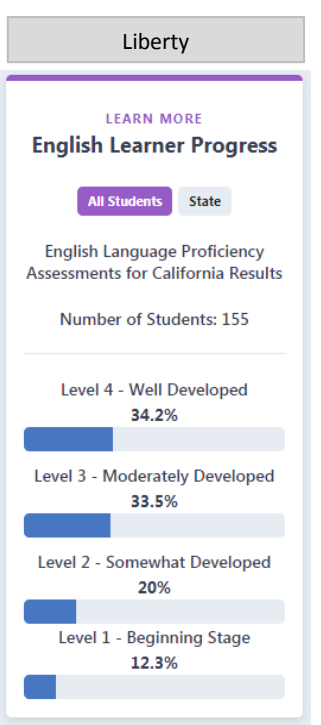 Liberty
LEARN MORE
English Learner Progress
All Students State
English Language Proficiency
Assessments for California Results
Number of Students: 155
Level 4 - Well Developed
34.2%
Level 3 - Moderately Developed
33.5%
Level 2 - Somewhat Developed
20%
Level 1 - Beginning Stage
12.3%